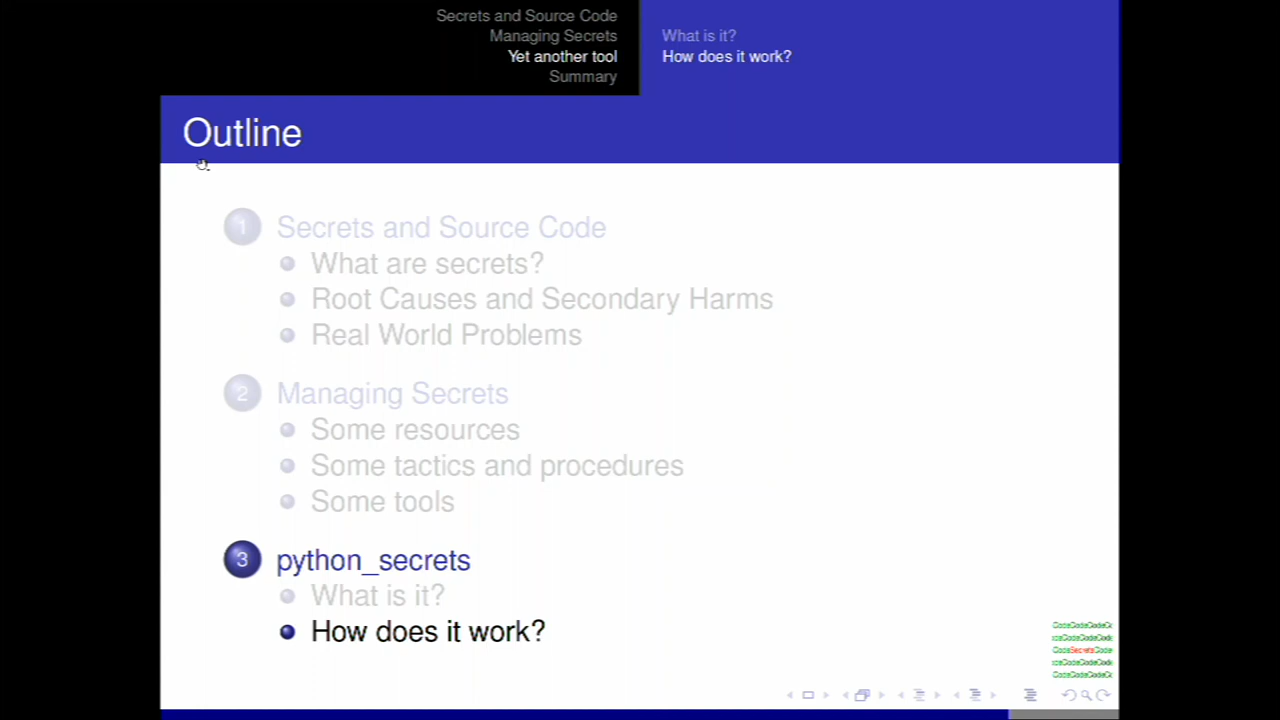 Secrets and Source Code
Managing Secrets
Yet another tool
Summary
What is it?
How does it work?
Outline
1 Secrets and Source Code
What are secrets?
Root Causes and Secondary Harms
Real World Problems
2 Managing Secrets
Some resources
Some tactics and procedures
Some tools
3 python_secrets
What is it?
How does it work?
CodeCodeCodeC
CodeSecretsCode